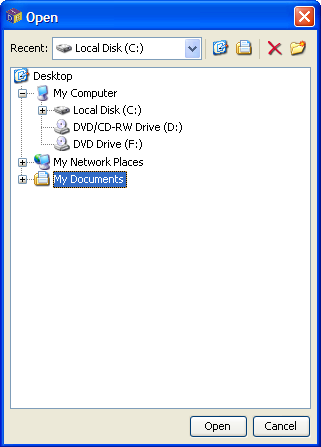 Open
Recent: Local Disk (C:)
Desktop
My Computer
Local Disk (C:)
DVD/CD-RW Drive (D:)
DVD Drive (F:)
My Network Places
My Documents
Open Cancel